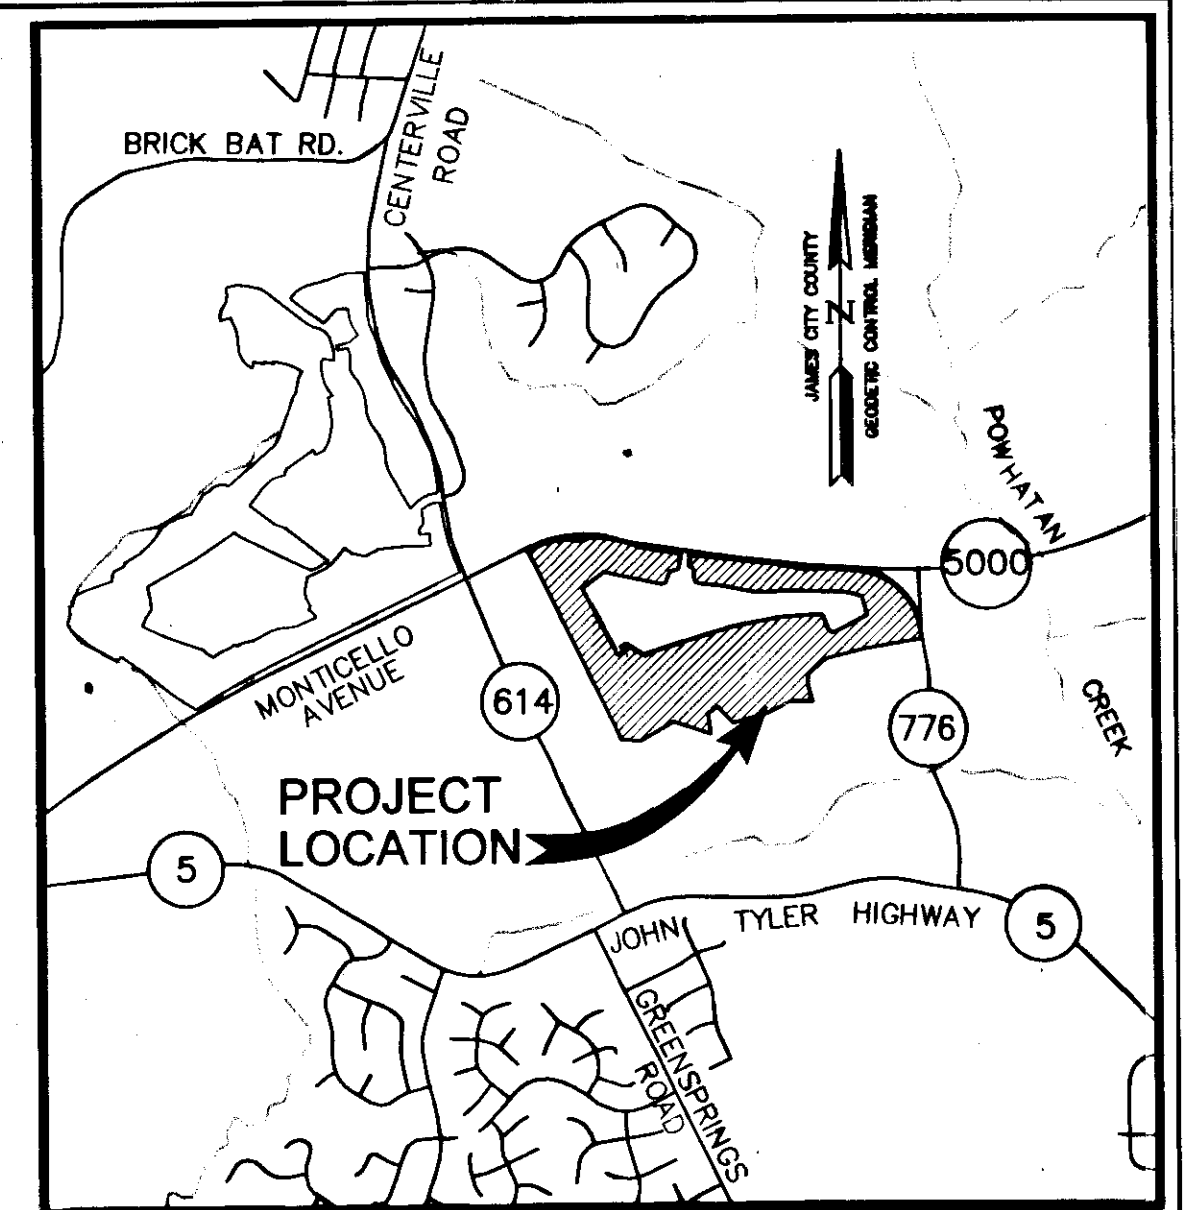 BRICK BAT RD.
CENTERVILLE
ROAD
JAMES CITY COUNTY
N
GEODETIC CONTROL MERIDIAN
POWHATAN
5000
MONTICELLO
AVENUE
614
776
CREEK
PROJECT
LOCATION
5
JOHN TYLER HIGHWAY
5
GREENSPRINGS
ROAD